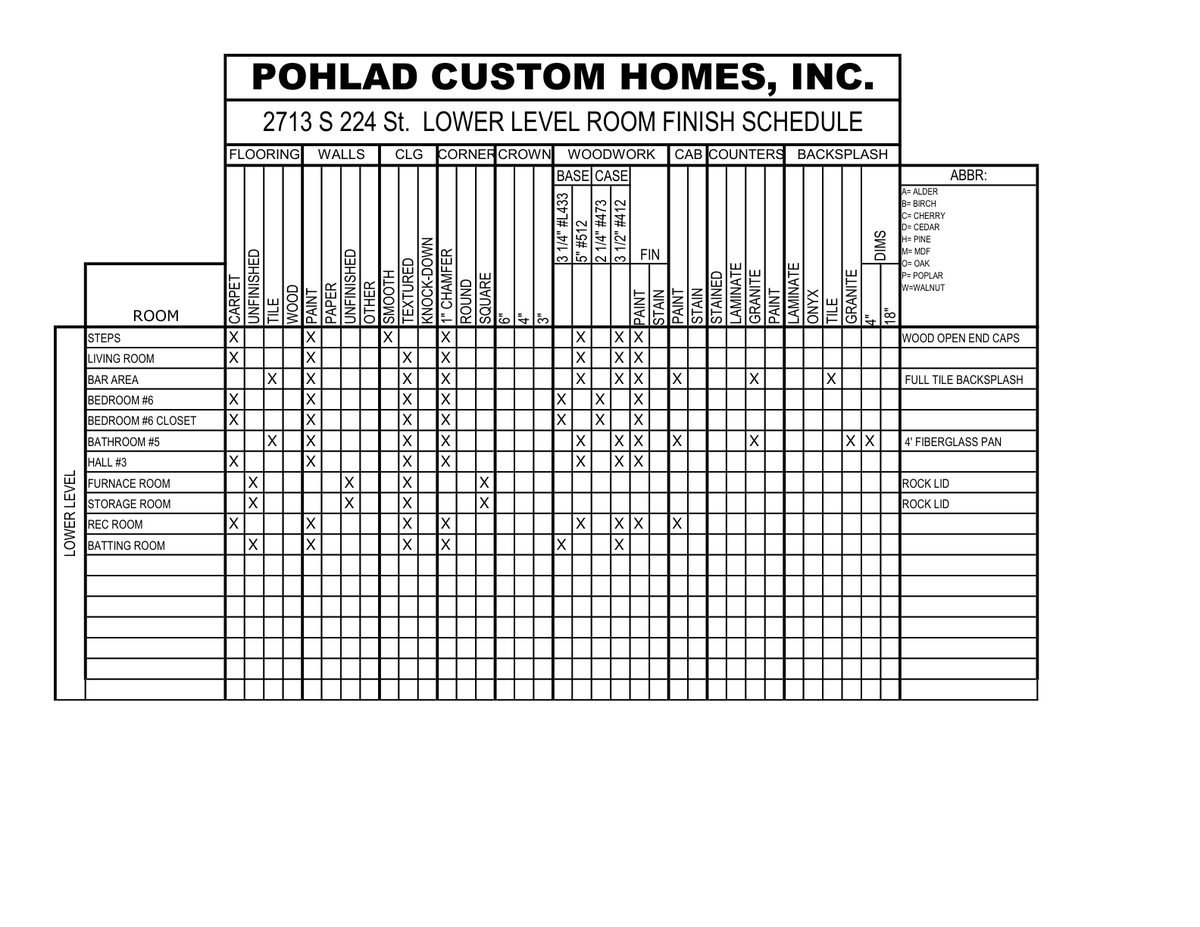 POHLAD CUSTOM HOMES, INC.
2713 S 224 St. LOWER LEVEL ROOM FINISH SCHEDULE
FLOORING WALLS CLG CORNER CROWN WOODWORK CAB COUNTERS BACKSPLASH
BASE CASE ABBR:
A= ALDER
B= BIRCH
C= CHERRY
D= CEDAR
H= PINE
M= MDF
O= OAK
P= POPLAR
W=WALNUT
3 1/4" #L433 5" #512 2 1/4" #473 3 1/2" #412 FIN DIMS
ROOM CARPET UNFINISHED TILE WOOD PAINT PAPER UNFINISHED OTHER SMOOTH TEXTURED KNOCK-DOWN 1" CHAMFER ROUND SQUARE 6" 4" 3" PAINT STAIN PAINT STAIN STAINED LAMINATE GRANITE PAINT LAMINATE ONYX TILE GRANITE 4" 18"
LOWER LEVEL
STEPS X X X X X X X WOOD OPEN END CAPS
LIVING ROOM X X X X X X X
BAR AREA X X X X X X X X X X FULL TILE BACKSPLASH
BEDROOM #6 X X X X X X X
BEDROOM #6 CLOSET X X X X X X X
BATHROOM #5 X X X X X X X X X X X 4' FIBERGLASS PAN
HALL #3 X X X X X X X
FURNACE ROOM X X X X ROCK LID
STORAGE ROOM X X X X ROCK LID
REC ROOM X X X X X X X X
BATTING ROOM X X X X X X